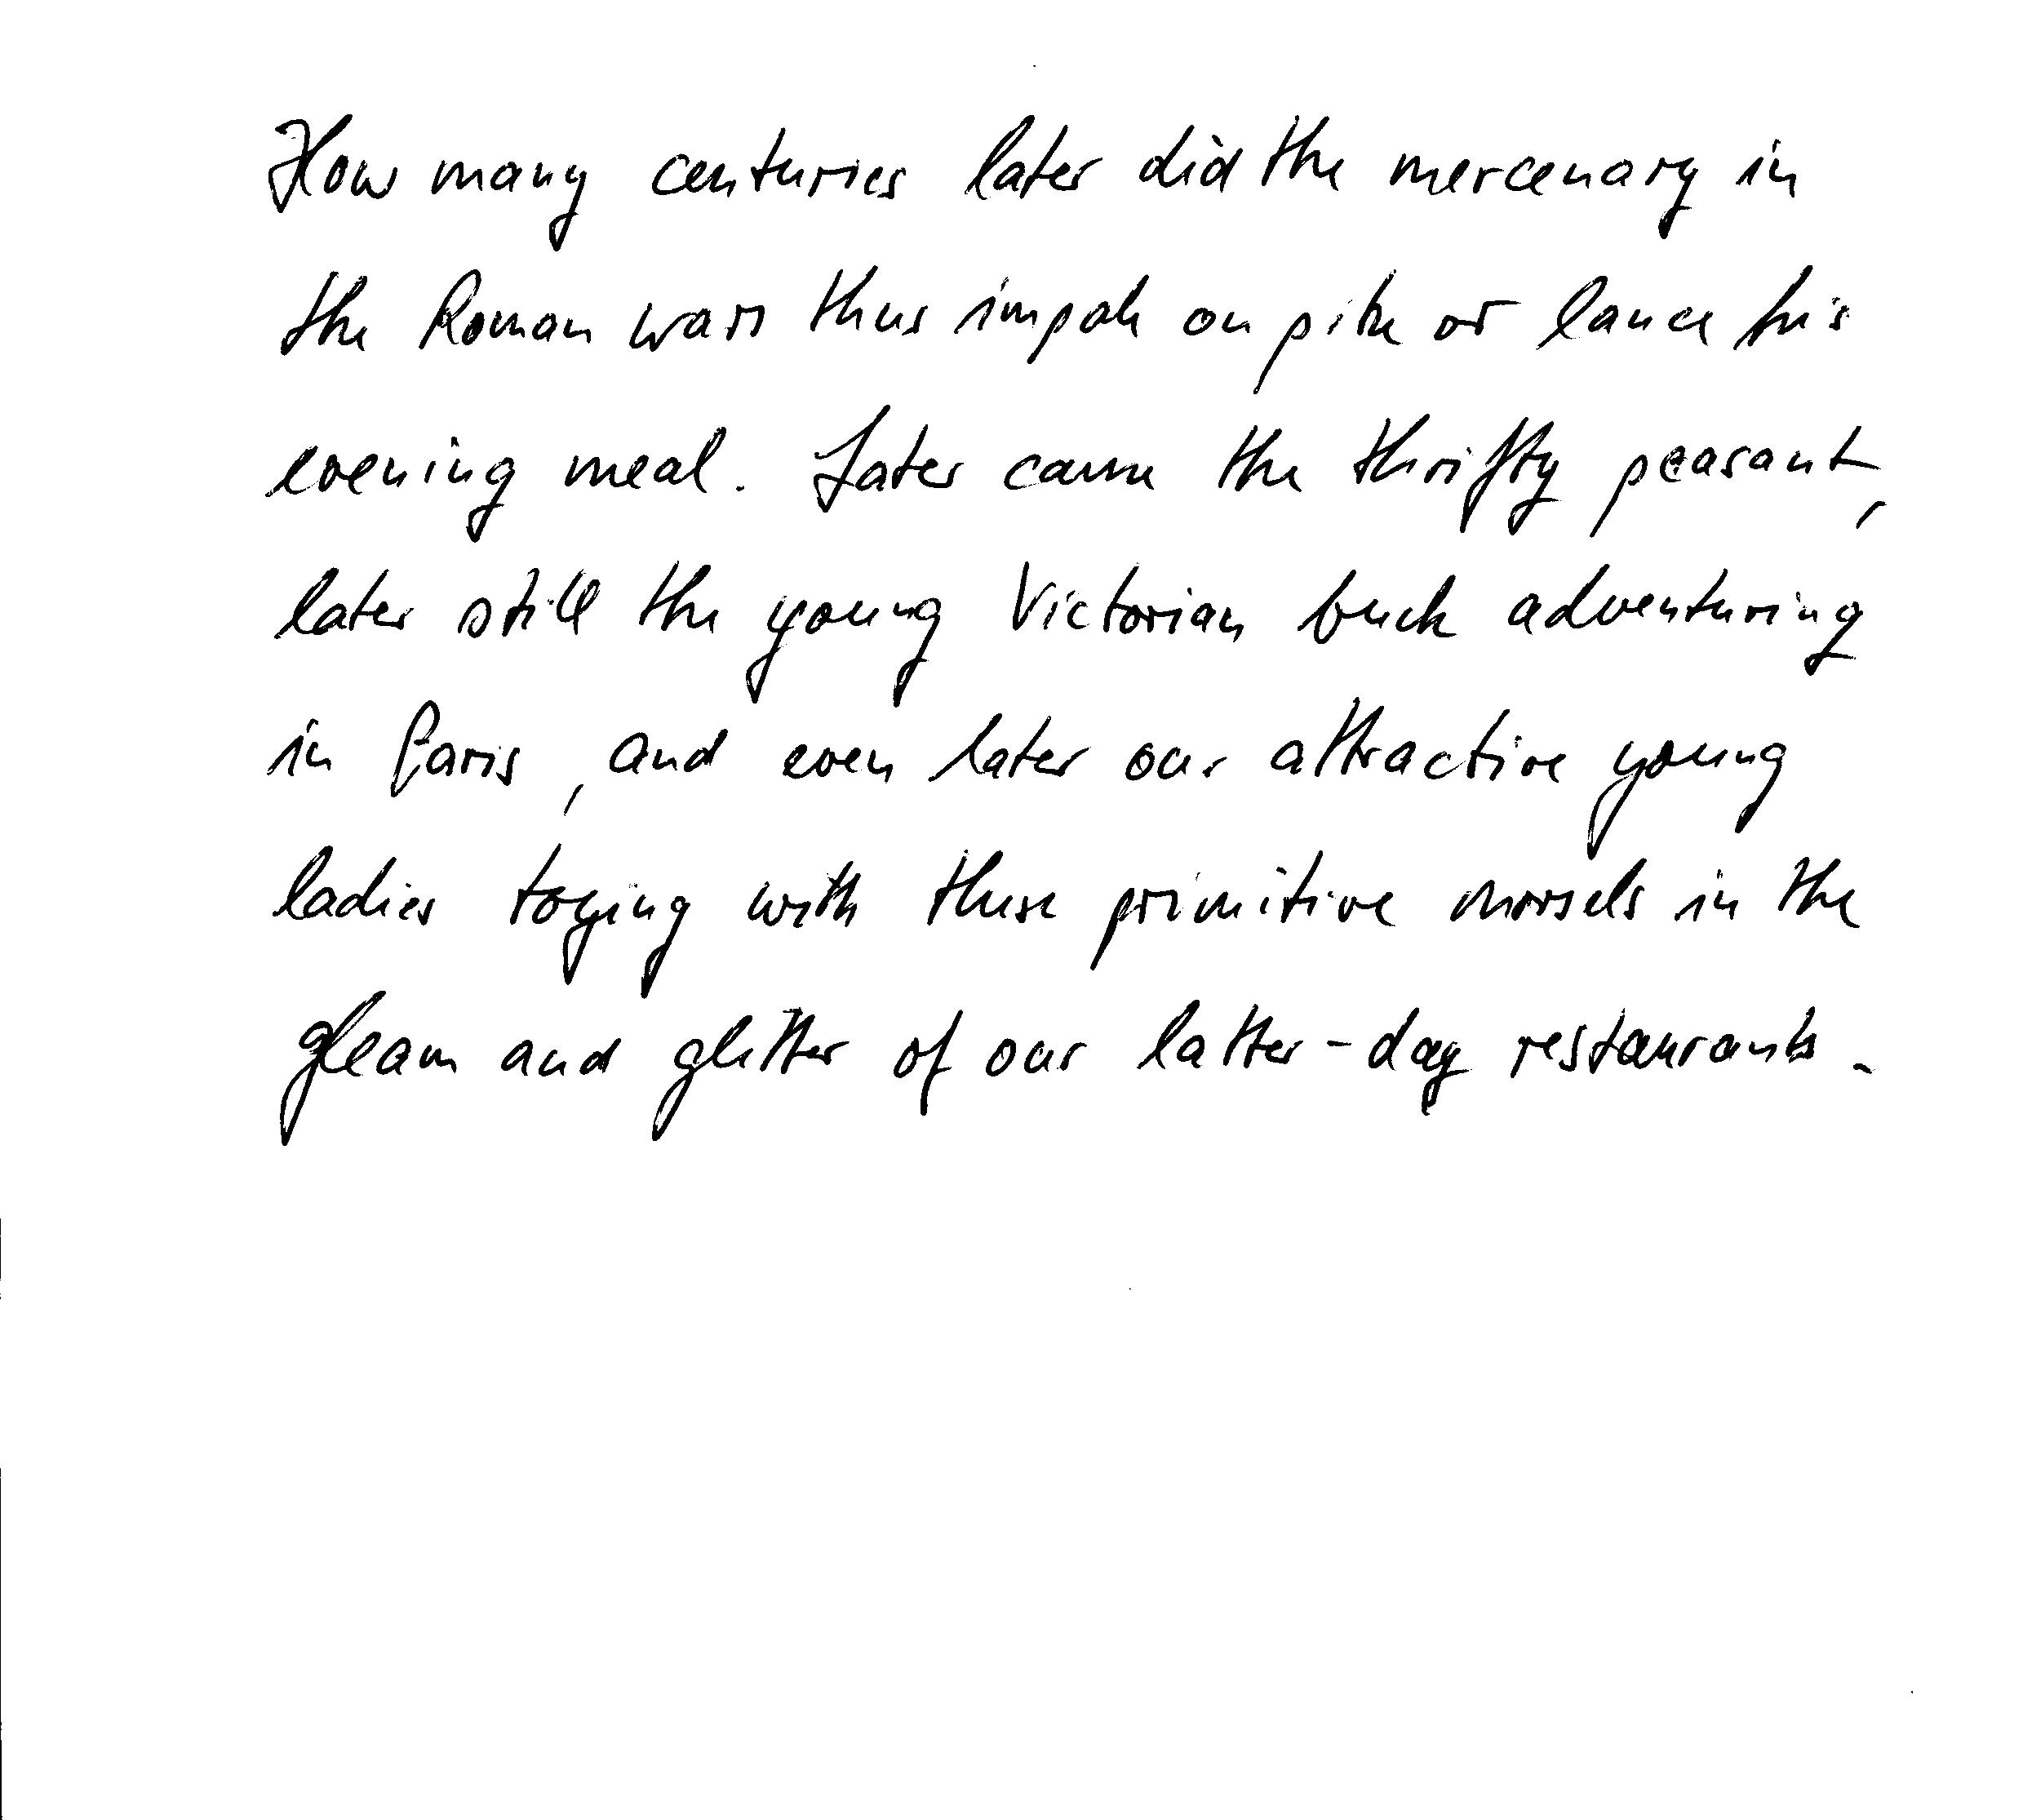 How many centuries later did the mercenary in
the Roman wars thus impale on pike or lance his
evening meal. Later came the thrifty peasant,
later still the young Victorian buck adventuring
in Paris, and even later our attractive young
ladies toying with these primitive morsels in the
gleam and glitter of our latter-day restaurants.